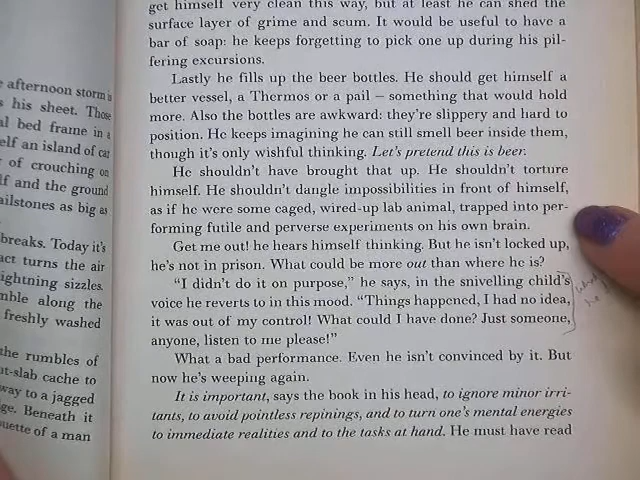 afternoon storm
his sheet. Those
bed frame in a
elf an island of car
of crouching on
and the ground
ailstones as big as
breaks. Today it's
act turns the air
ightning sizzles.
mble along the
freshly washed
the rumbles of
ut-slab cache to
way to a jagged
ge. Beneath it
ouette of a man
get himself very clean this way, but at least he can shed the
surface layer of grime and scum. It would be useful to have a
bar of soap: he keeps forgetting to pick one up during his pil-
fering excursions.
Lastly he fills up the beer bottles. He should get himself a
better vessel, a Thermos or a pail – something that would hold
more. Also the bottles are awkward: they're slippery and hard to
position. He keeps imagining he can still smell beer inside them,
though it's only wishful thinking. Let's pretend this is beer.
He shouldn't have brought that up. He shouldn't torture
himself. He shouldn't dangle impossibilities in front of himself,
as if he were some caged, wired-up lab animal, trapped into per-
forming futile and perverse experiments on his own brain.
Get me out! he hears himself thinking. But he isn't locked up,
he's not in prison. What could be more out than where he is?
"I didn't do it on purpose," he says, in the snivelling child's
voice he reverts to in this mood. "Things happened, I had no idea,
it was out of my control! What could I have done? Just someone,
anyone, listen to me please!"
What a bad performance. Even he isn't convinced by it. But
now he's weeping again.
It is important, says the book in his head, to ignore minor irri-
tants, to avoid pointless repinings, and to turn one's mental energies
to immediate realities and to the tasks at hand. He must have read